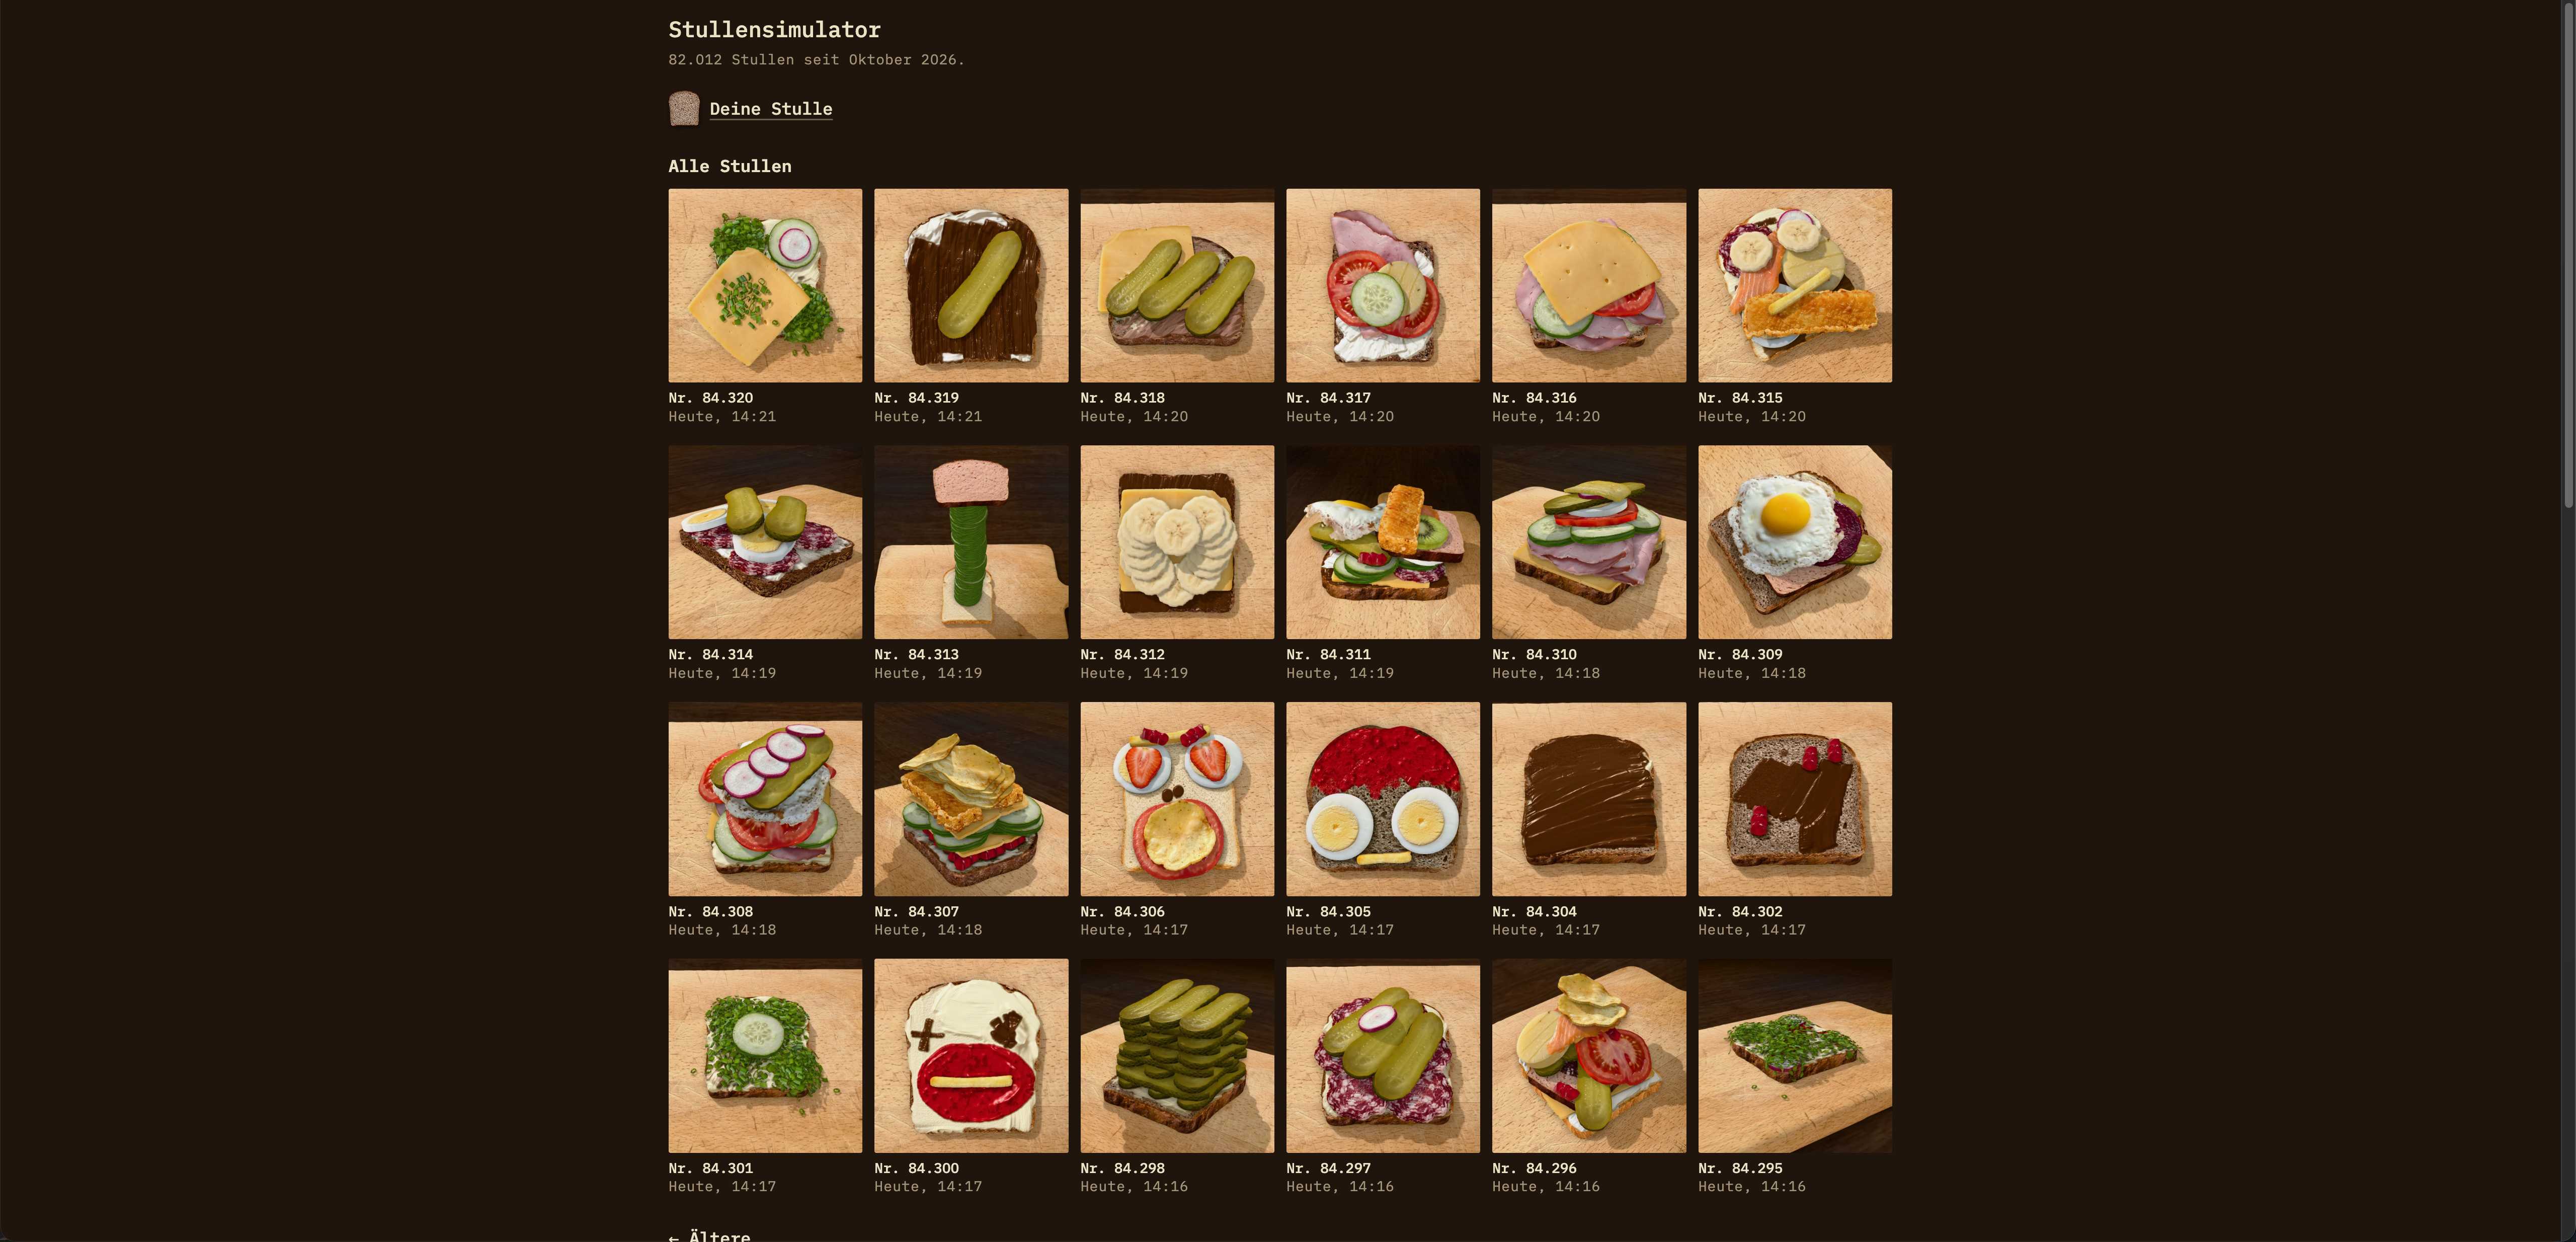 Stullensimulator
82.012 Stullen seit Oktober 2026.
Deine Stulle
Alle Stullen
Nr. 84.320
Heute, 14:21
Nr. 84.319
Heute, 14:21
Nr. 84.318
Heute, 14:20
Nr. 84.317
Heute, 14:20
Nr. 84.316
Heute, 14:20
Nr. 84.315
Heute, 14:20
Nr. 84.314
Heute, 14:19
Nr. 84.313
Heute, 14:19
Nr. 84.312
Heute, 14:19
Nr. 84.311
Heute, 14:19
Nr. 84.310
Heute, 14:18
Nr. 84.309
Heute, 14:18
Nr. 84.308
Heute, 14:18
Nr. 84.307
Heute, 14:18
Nr. 84.306
Heute, 14:17
Nr. 84.305
Heute, 14:17
Nr. 84.304
Heute, 14:17
Nr. 84.302
Heute, 14:17
Nr. 84.301
Heute, 14:17
Nr. 84.300
Heute, 14:17
Nr. 84.298
Heute, 14:16
Nr. 84.297
Heute, 14:16
Nr. 84.296
Heute, 14:16
Nr. 84.295
Heute, 14:16
← Ältere